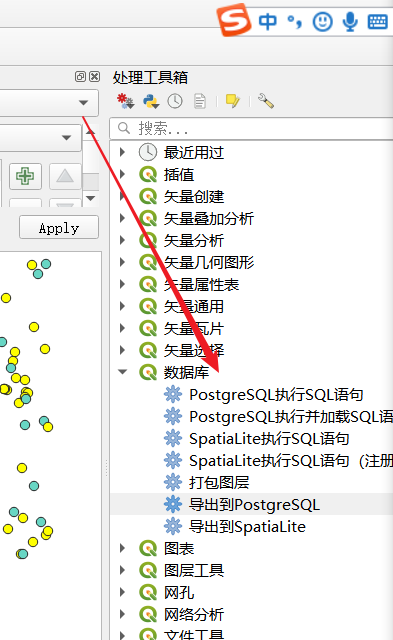 中
处理工具箱
搜索...
最近用过
插值
矢量创建
矢量叠加分析
矢量分析
矢量几何图形
矢量属性表
Apply
矢量通用
矢量瓦片
矢量选择
数据库
PostgreSQL执行SQL语句
PostgreSQL执行并加载SQL语
SpatiaLite执行SQL语句
SpatiaLite执行SQL语句（注册
打包图层
导出到PostgreSQL
导出到SpatiaLite
图表
图层工具
网孔
网络分析
文件工具